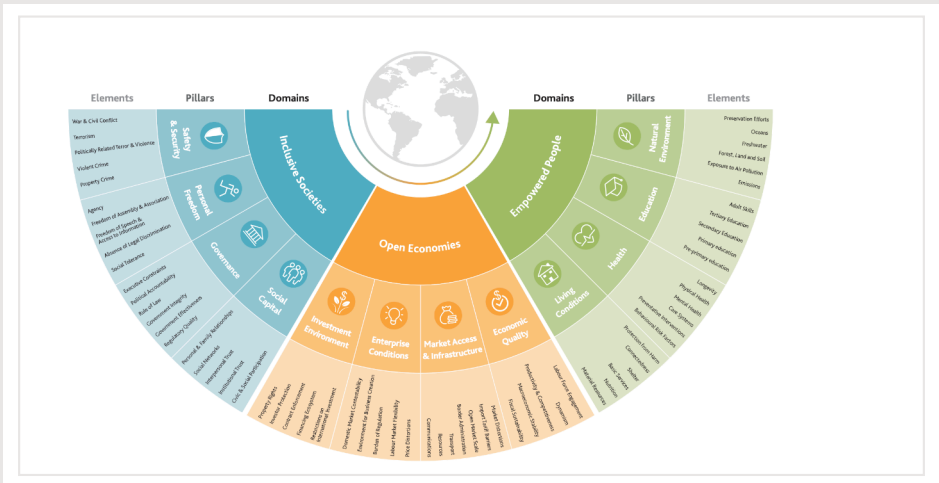 Elements
Pillars
Domains
Domains
Pillars
Elements
Inclusive Societies
Safety
& Security
War & Civil Conflict
Terrorism
Politically Related Terror & Violence
Violent Crime
Property Crime
Personal
Freedom
Agency
Freedom of Assembly & Association
Freedom of Speech &
Access to Information
Absence of Legal Discrimination
Social Tolerance
Governance
Executive Constraints
Political Accountability
Rule of Law
Government Integrity
Government Effectiveness
Regulatory Quality
Social
Capital
Personal & Family Relationships
Social Networks
Interpersonal Trust
Institutional Trust
Civic & Social Participation
Open Economies
Investment
Environment
Property Rights
Investor Protection
Contract Enforcement
Financing Ecosystem
Restrictions on
International Investment
Enterprise
Conditions
Domestic Market Contestability
Environment for Business Creation
Burden of Regulation
Labour Market Flexibility
Price Distortions
Market Access
& Infrastructure
Communications
Resources
Transport
Border Administration
Open Market Scale
Import Tariff Barriers
Market Distortions
Economic
Quality
Fiscal Sustainability
Macroeconomic Stability
Productivity & Competitiveness
Dynamism
Labour Force Engagement
Empowered People
Living
Conditions
Material Resources
Nutrition
Basic Services
Shelter
Connectedness
Protection from Harm
Health
Behavioural Risk Factors
Preventative Interventions
Care Systems
Mental Health
Physical Health
Longevity
Education
Pre-primary education
Primary education
Secondary Education
Tertiary Education
Adult Skills
Natural
Environment
Emissions
Exposure to Air Pollution
Forest, Land and Soil
Freshwater
Oceans
Preservation Efforts